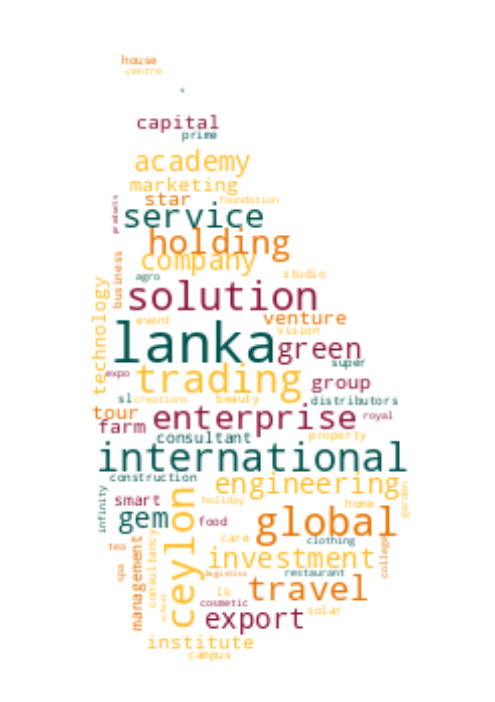 house
centre
s
capital
prime
academy
marketing
star
foundation
products
service
holding
company
studio
agro
business
technology
solution
venture
event
vision
lanka
green
super
expo
trading
group
sl
creations
beauty
distributors
tour
enterprise
royal
farm
consultant
property
international
construction
engineering
infinity
smart
ceylon
holiday
home
garden
gem
food
global
tea
care
clothing
college
management
consultancy
investment
spa
logistics
restaurant
lk
travel
cosmetic
solar
school
export
institute
campus